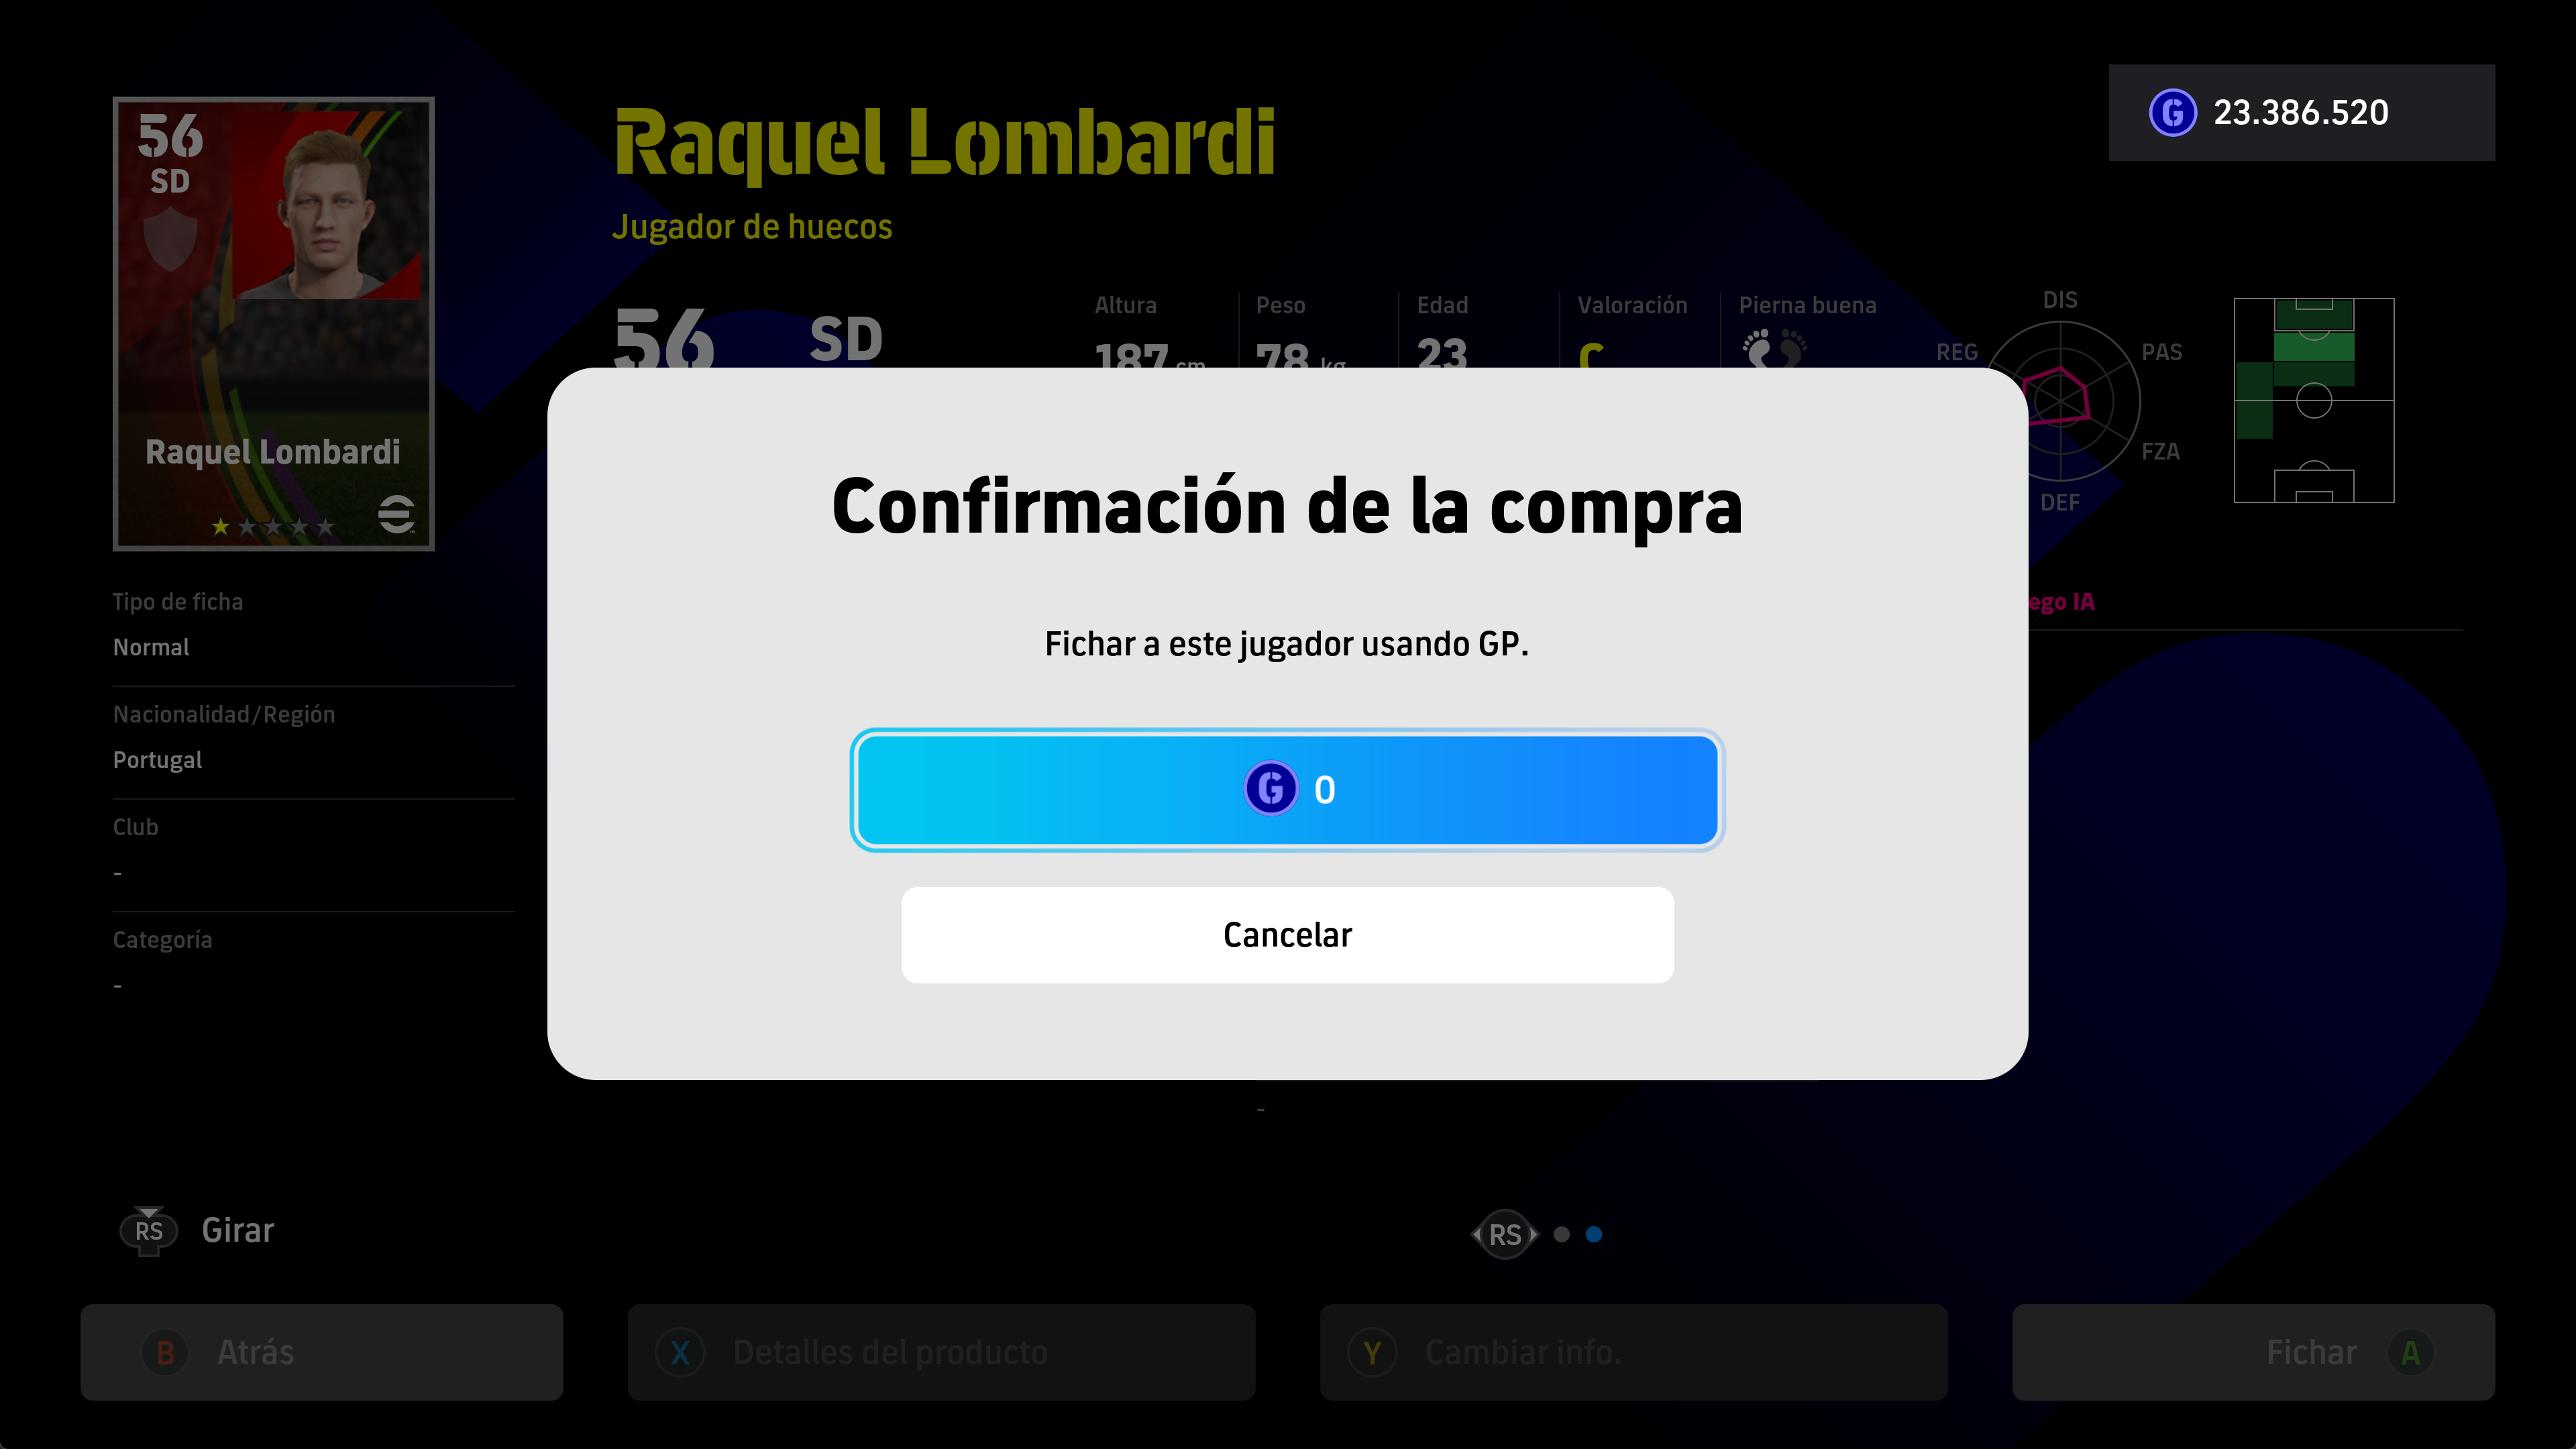 23.386.520
56
SD
Raquel Lombardi
Raquel Lombardi
Jugador de huecos
56
SD
Altura
187 cm
Peso
78 kg
Edad
23
Valoración
C
Pierna buena
DIS
PAS
FZA
DEF
REG
Tipo de ficha
Normal
Nacionalidad/Región
Portugal
Club
-
Categoría
-
ego IA
Confirmación de la compra
Fichar a este jugador usando GP.
G 0
Cancelar
-
RS Girar
RS
B Atrás
X Detalles del producto
Y Cambiar info.
Fichar A